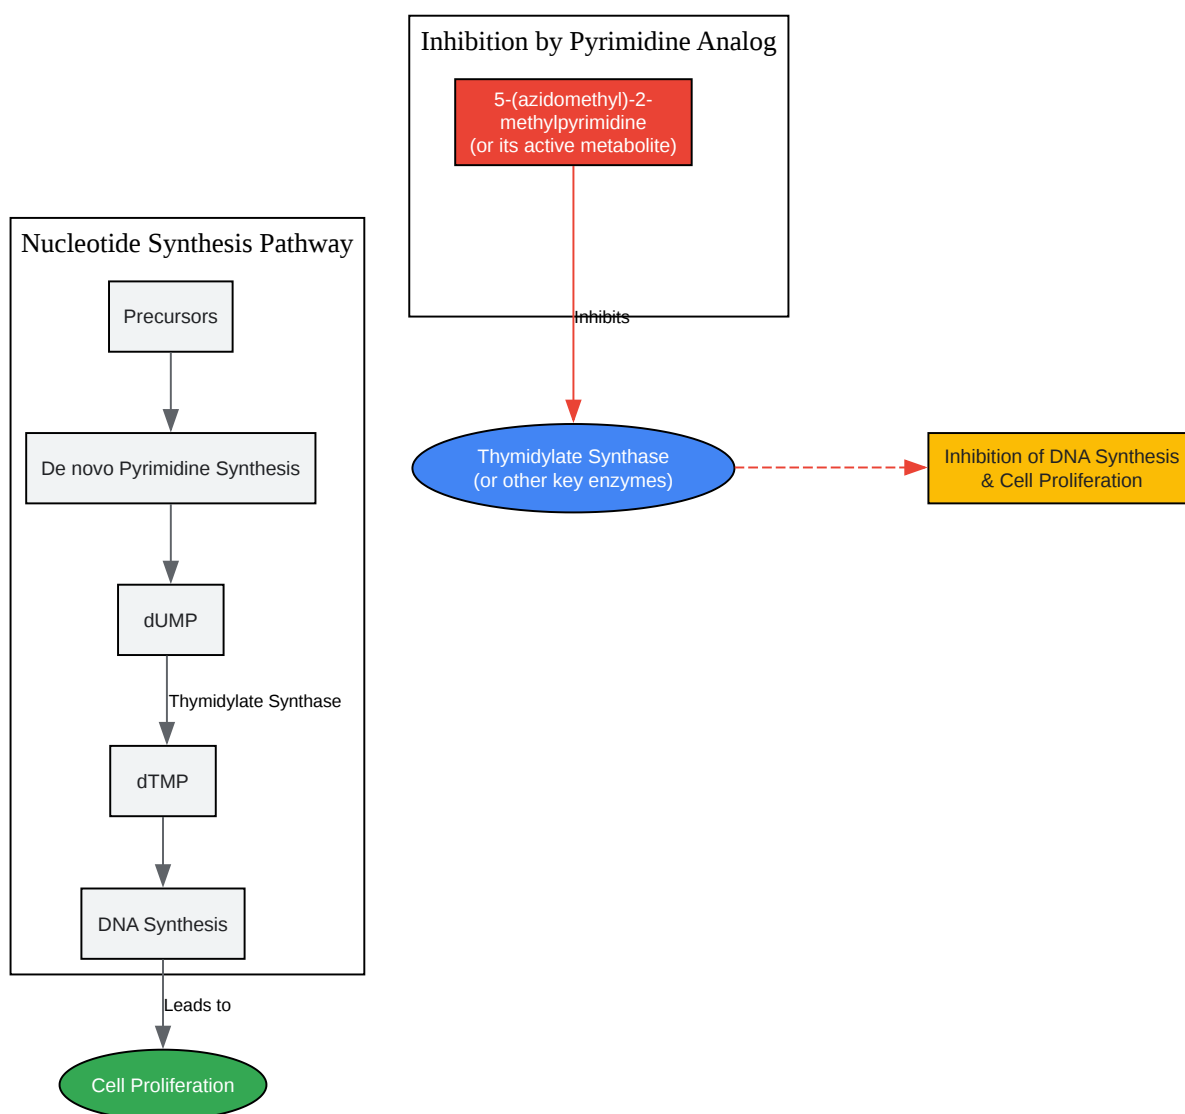 Inhibition by Pyrimidine Analog
5-(azidomethyl)-2-
methylpyrimidine
(or its active metabolite)
Inhibits
Thymidylate Synthase
(or other key enzymes)
Inhibition of DNA Synthesis
& Cell Proliferation
Nucleotide Synthesis Pathway
Precursors
De novo Pyrimidine Synthesis
dUMP
Thymidylate Synthase
dTMP
DNA Synthesis
Leads to
Cell Proliferation